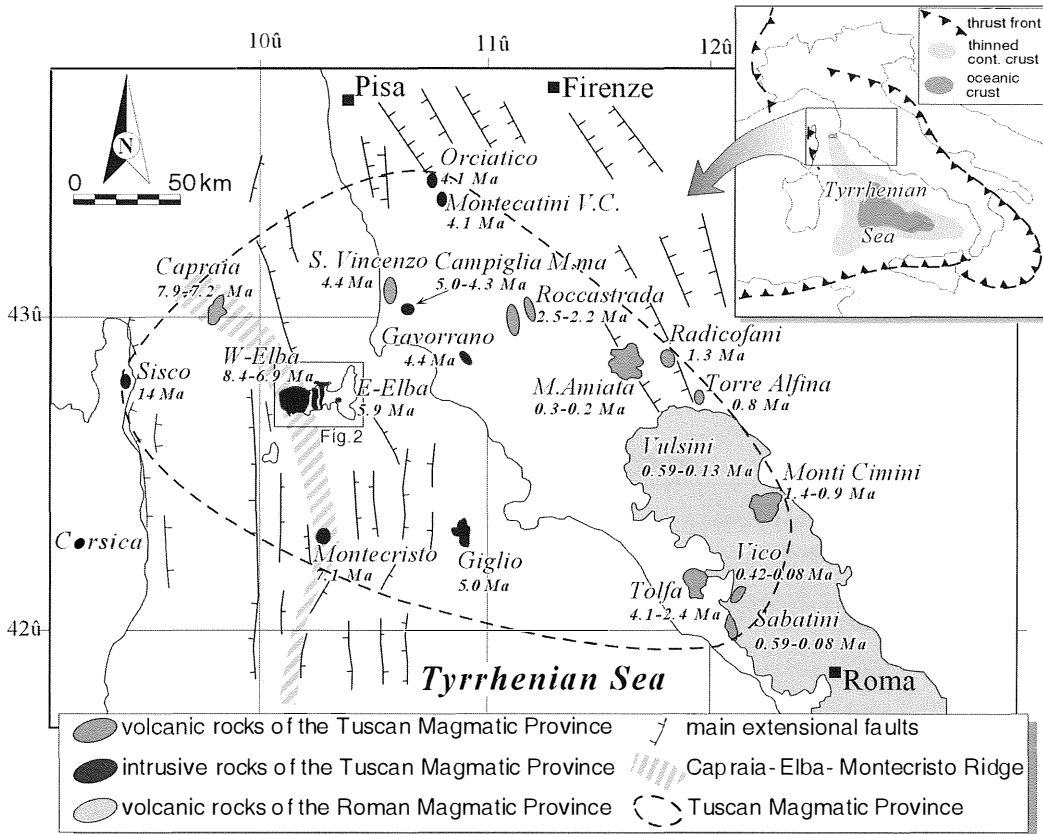 10û
11û
12û
thrust front
thinned
cont. crust
oceanic
crust
Tyrrhenian
Sea
Pisa
Firenze
N
0
50 km
Orciatico
4.1 Ma
Montecatini V.C.
4.1 Ma
Capraia
7.9-7.2 Ma
S. Vincenzo
4.4 Ma
Campiglia M.ma
5.0-4.3 Ma
Roccastrada
2.5-2.2 Ma
43û
Gavorrano
4.4 Ma
Radicofani
1.3 Ma
Sisco
14 Ma
W-Elba
8.4-6.9 Ma
E-Elba
5.9 Ma
Fig.2
M.Amiata
0.3-0.2 Ma
Torre Alfina
0.8 Ma
Vulsini
0.59-0.13 Ma
Monti Cimini
1.4-0.9 Ma
Corsica
Montecristo
7.1 Ma
Giglio
5.0 Ma
Vico
0.42-0.08 Ma
Tolfa
4.1-2.4 Ma
Sabatini
0.59-0.08 Ma
42û
Tyrrhenian Sea
Roma
volcanic rocks of the Tuscan Magmatic Province
intrusive rocks of the Tuscan Magmatic Province
volcanic rocks of the Roman Magmatic Province
main extensional faults
Capraia-Elba-Montecristo Ridge
Tuscan Magmatic Province